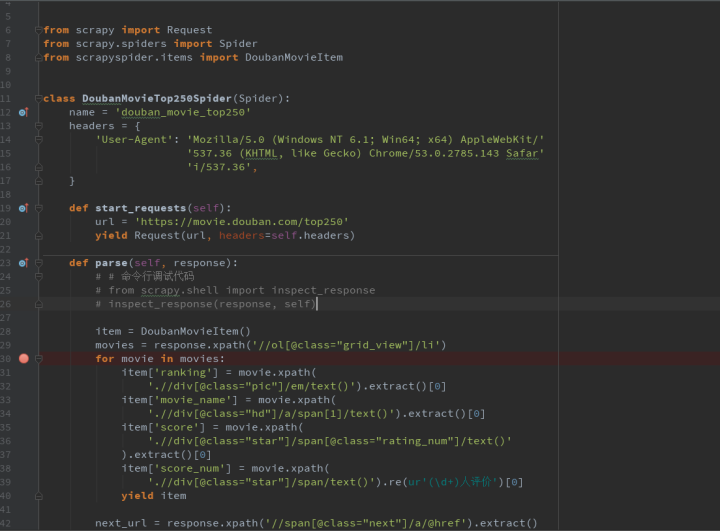 4
5
6 from scrapy import Request
7 from scrapy.spiders import Spider
8 from scrapyspider.items import DoubanMovieItem
9
10
11 class DoubanMovieTop250Spider(Spider):
12 name = 'douban_movie_top250'
13 headers = {
14 'User-Agent': 'Mozilla/5.0 (Windows NT 6.1; Win64; x64) AppleWebKit/'
15 '537.36 (KHTML, like Gecko) Chrome/53.0.2785.143 Safar'
16 'i/537.36',
17 }
18
19 def start_requests(self):
20 url = 'https://movie.douban.com/top250'
21 yield Request(url, headers=self.headers)
22
23 def parse(self, response):
24 # # 命令行调试代码
25 # from scrapy.shell import inspect_response
26 # inspect_response(response, self)
27
28 item = DoubanMovieItem()
29 movies = response.xpath('//ol[@class="grid_view"]/li')
30 for movie in movies:
31 item['ranking'] = movie.xpath(
32 './/div[@class="pic"]/em/text()').extract()[0]
33 item['movie_name'] = movie.xpath(
34 './/div[@class="hd"]/a/span[1]/text()').extract()[0]
35 item['score'] = movie.xpath(
36 './/div[@class="star"]/span[@class="rating_num"]/text()'
37 ).extract()[0]
38 item['score_num'] = movie.xpath(
39 './/div[@class="star"]/span/text()').re(ur'(\d+)人评价')[0]
40 yield item
41
42 next_url = response.xpath('//span[@class="next"]/a/@href').extract()